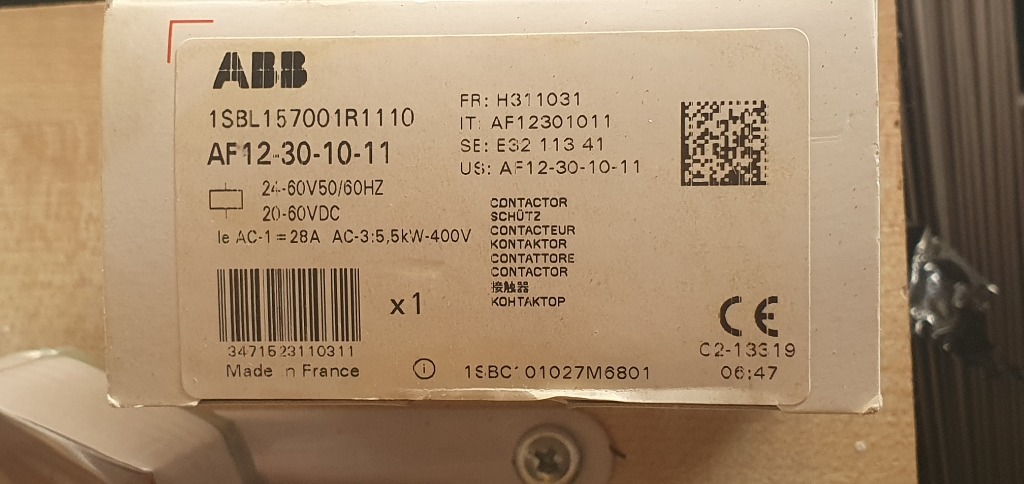 ABB
1SBL157001R1110
AF12-30-10-11
24-60V50/60HZ
20-60VDC
Ie AC-1 = 28A AC-3:5,5kW-400V
x1
3471523110311
Made in France
FR: H311031
IT: AF12301011
SE: E32 113 41
US: AF12-30-10-11
CONTACTOR
SCHÜTZ
CONTACTEUR
KONTAKTOR
CONTATTORE
CONTACTOR
接触器
КОНТАКТОР
i 1SBC101027M6801
CE
C2-13319
06:47